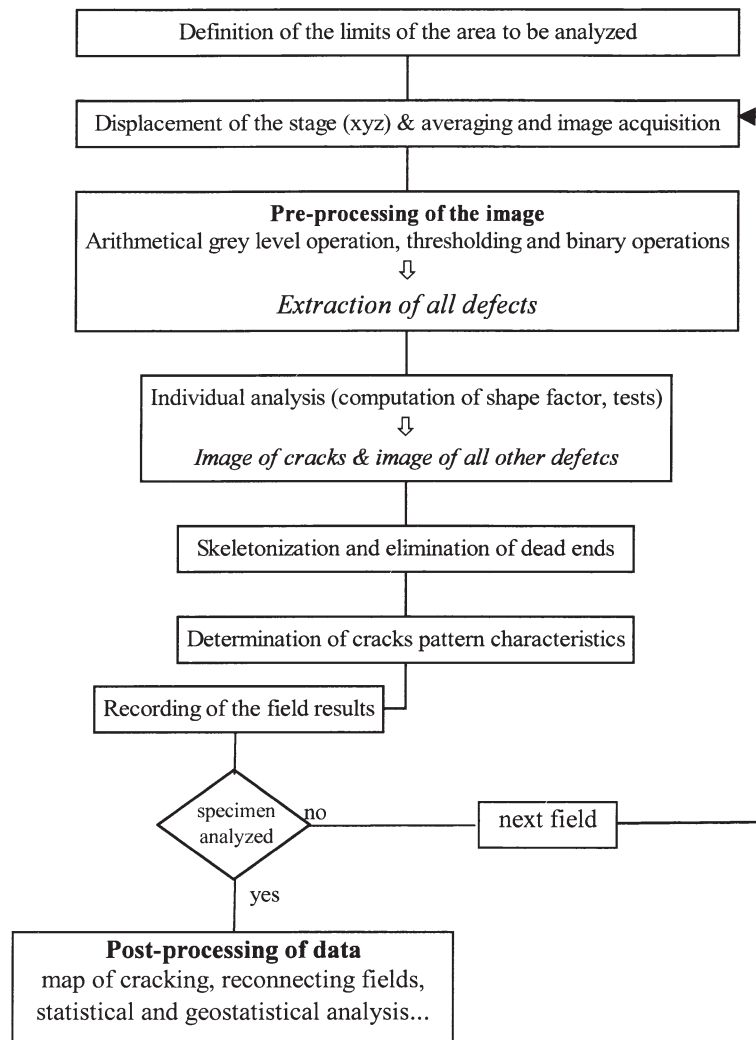 Definition of the limits of the area to be analyzed
Displacement of the stage (xyz) & averaging and image acquisition
Pre-processing of the image
Arithmetical grey level operation, thresholding and binary operations
Extraction of all defects
Individual analysis (computation of shape factor, tests)
Image of cracks & image of all other defetcs
Skeletonization and elimination of dead ends
Determination of cracks pattern characteristics
Recording of the field results
specimen
analyzed
no
next field
yes
Post-processing of data
map of cracking, reconnecting fields,
statistical and geostatistical analysis...